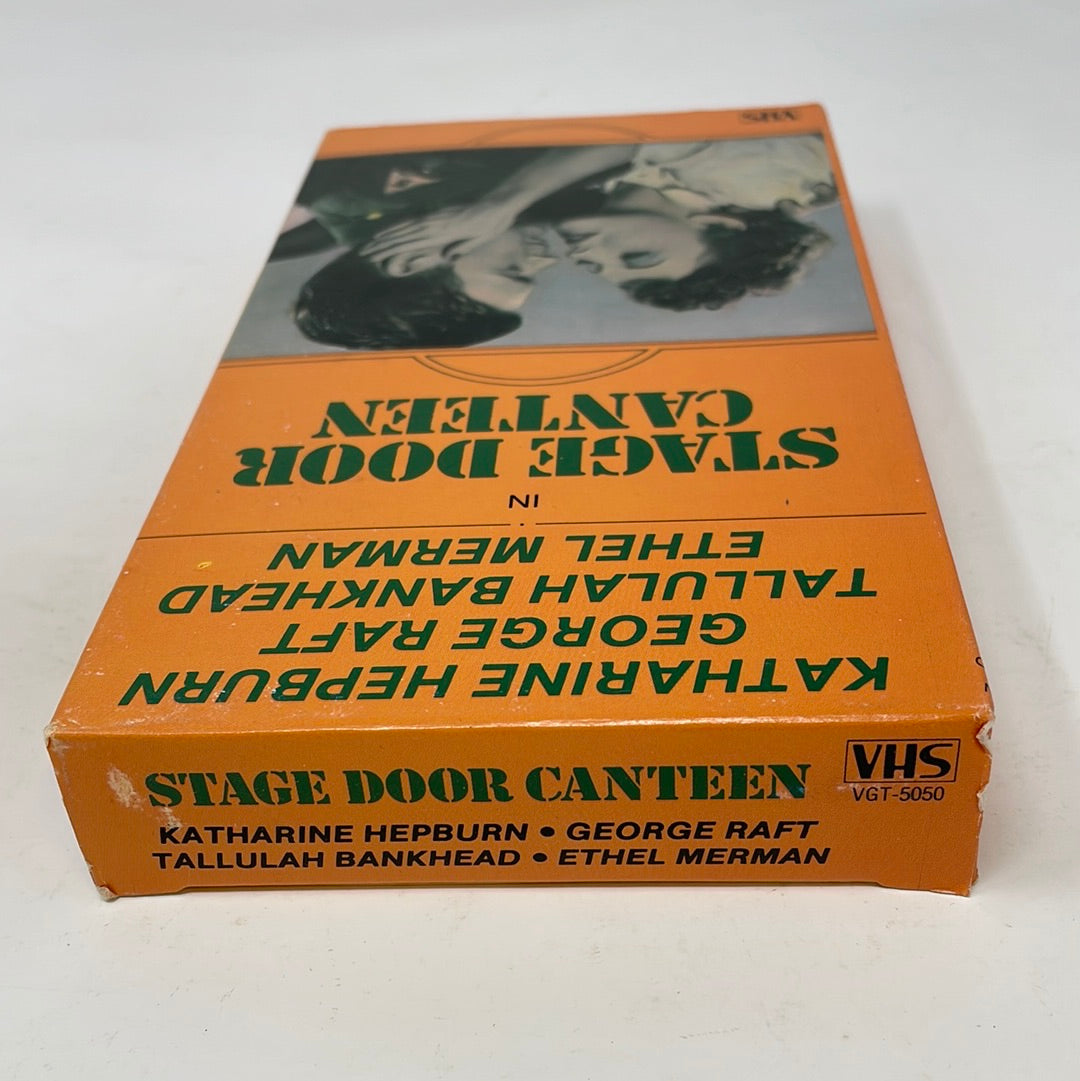 VHS
STAGE DOOR
CANTEEN
IN
KATHARINE HEPBURN
GEORGE RAFT
TALLULAH BANKHEAD
ETHEL MERMAN
STAGE DOOR CANTEEN
VHS
VGT-5050
KATHARINE HEPBURN • GEORGE RAFT
TALLULAH BANKHEAD • ETHEL MERMAN